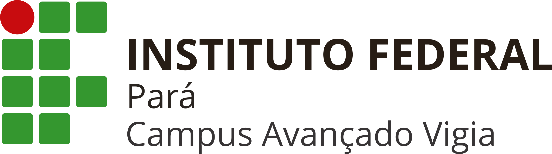 INSTITUTO FEDERAL
Pará
Campus Avançado Vigia